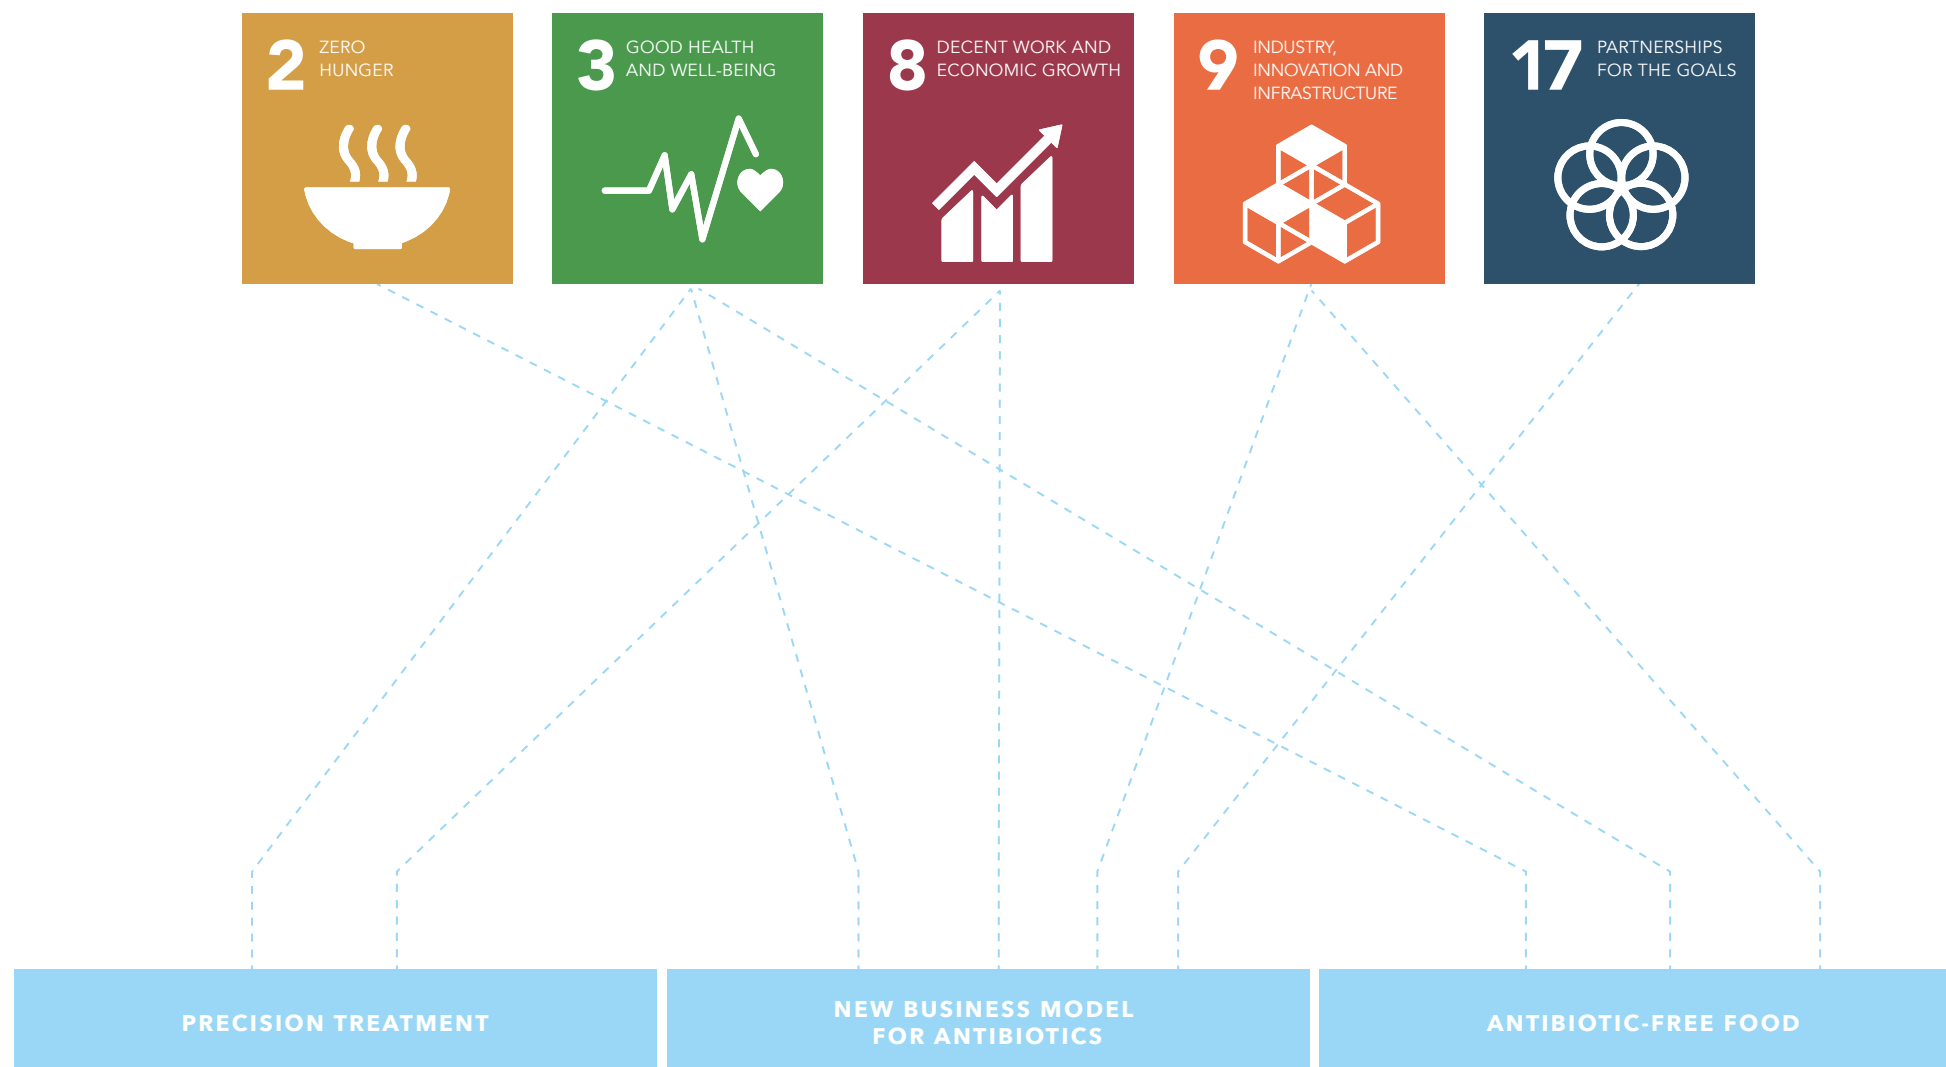 2
ZERO
HUNGER
3
GOOD HEALTH
AND WELL-BEING
8
DECENT WORK AND
ECONOMIC GROWTH
9
INDUSTRY,
INNOVATION AND
INFRASTRUCTURE
17
PARTNERSHIPS
FOR THE GOALS
PRECISION TREATMENT
NEW BUSINESS MODEL
FOR ANTIBIOTICS
ANTIBIOTIC-FREE FOOD